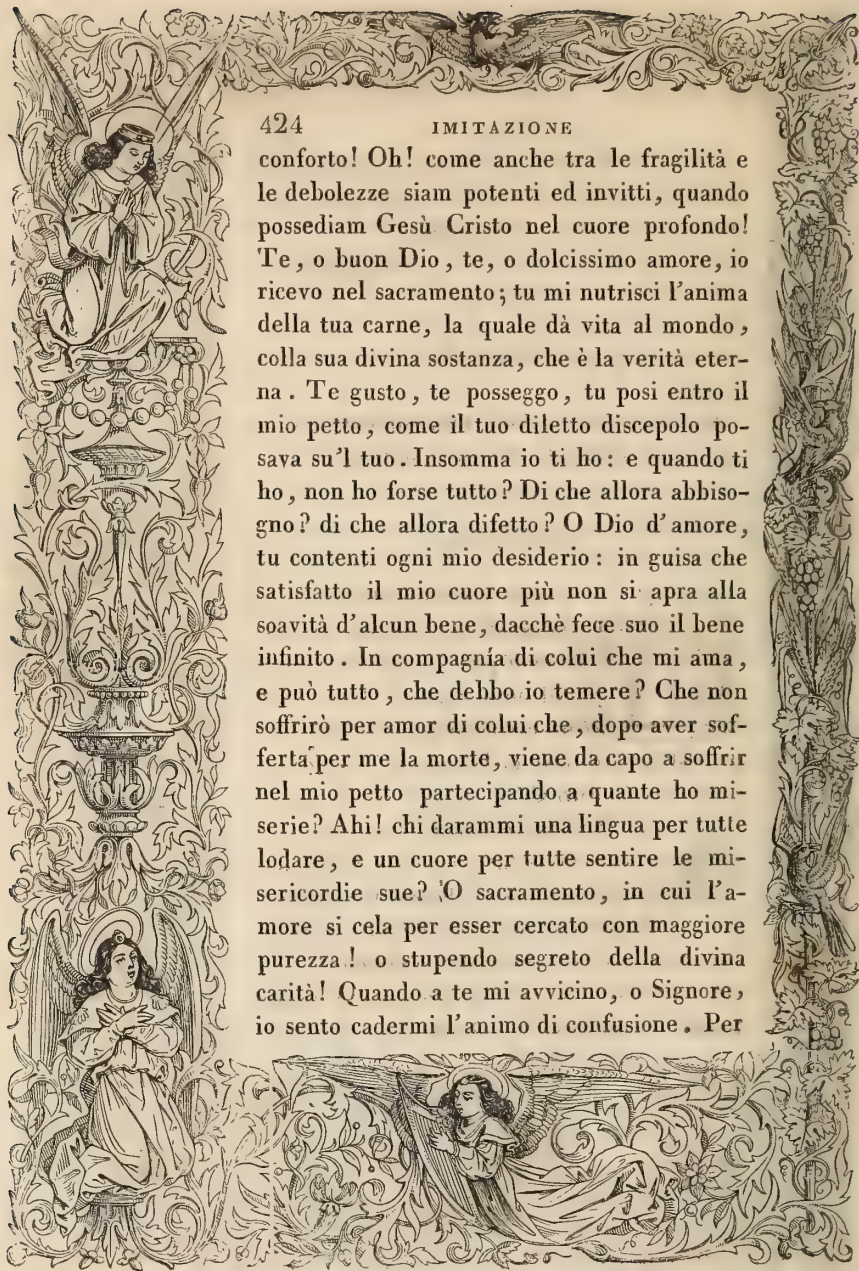 424 IMITAZIONE
conforto! Oh! come anche tra le fragilità e
le debolezze siam potenti ed invitti, quando
possediam Gesù Cristo nel cuore profondo!
Te, o buon Dio, te, o dolcissimo amore, io
ricevo nel sacramento; tu mi nutrisci l'anima
della tua carne, la quale dà vita al mondo,
colla sua divina sostanza, che è la verità eter-
na. Te gusto, te posseggo, tu posi entro il
mio petto, come il tuo diletto discepolo po-
sava su'l tuo. Insomma io ti ho: e quando ti
ho, non ho forse tutto? Di che allora abbiso-
gno? di che allora difetto? O Dio d'amore,
tu contenti ogni mio desiderio: in guisa che
satisfatto il mio cuore più non si apra alla
soavità d'alcun bene, dacchè fece suo il bene
infinito. In compagnía di colui che mi ama,
e può tutto, che debbo io temere? Che non
soffrirò per amor di colui che, dopo aver sof-
ferta per me la morte, viene da capo a soffrir
nel mio petto partecipando a quante ho mi-
serie? Ahi! chi darammi una lingua per tutte
lodare, e un cuore per tutte sentire le mi-
sericordie sue? O sacramento, in cui l'a-
more si cela per esser cercato con maggiore
purezza! o stupendo segreto della divina
carità! Quando a te mi avvicino, o Signore,
io sento cadermi l'animo di confusione. Per